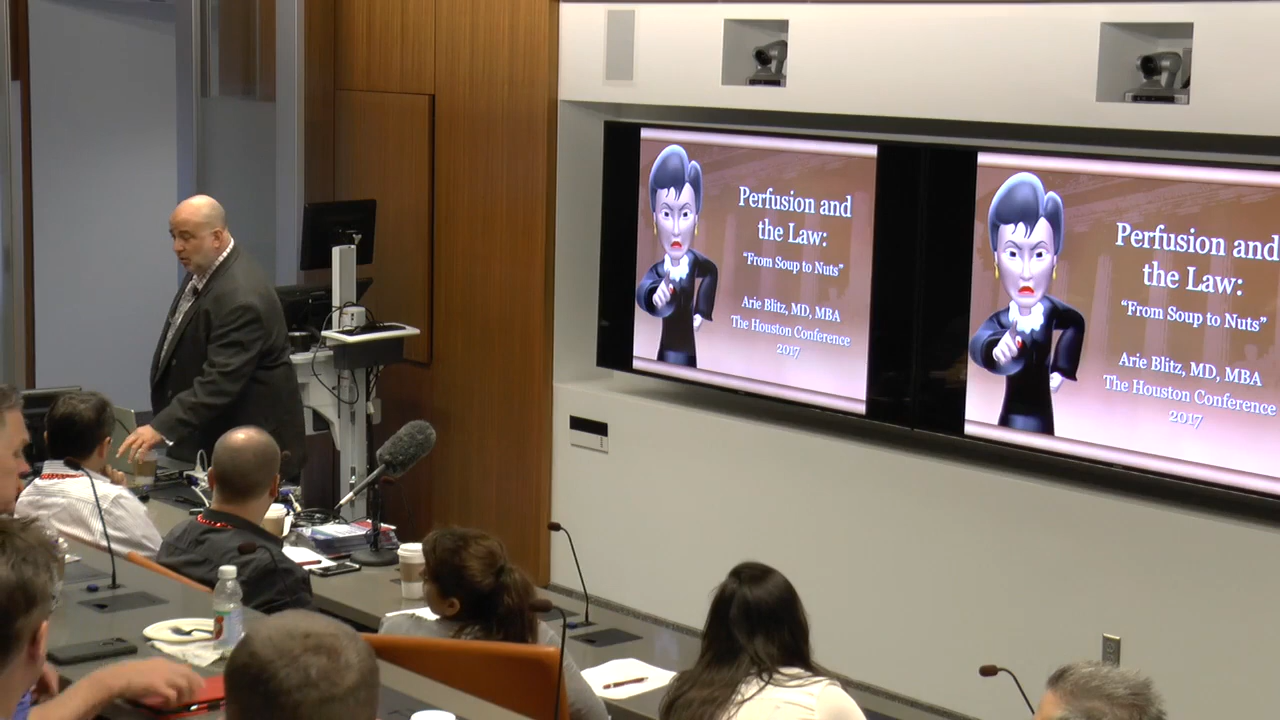 Perfusion and
the Law:
“From Soup to Nuts”
Arie Blitz, MD, MBA
The Houston Conference
2017
Perfusion and
the Law:
“From Soup to Nuts”
Arie Blitz, MD, MBA
The Houston Conference
2017